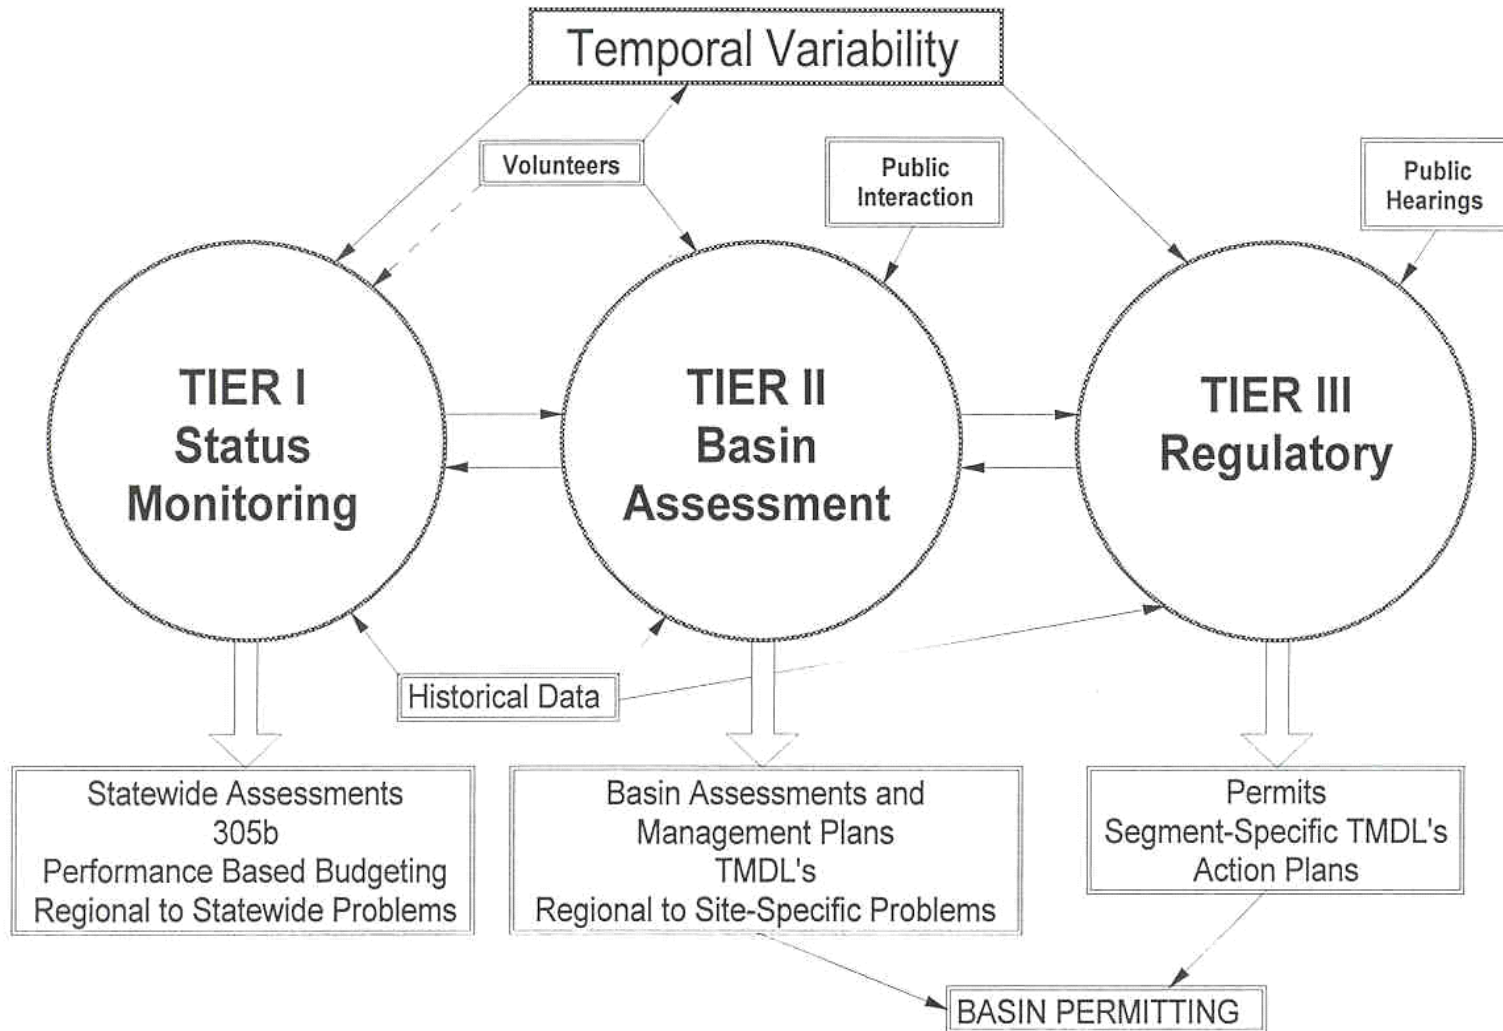 Temporal Variability
Volunteers
Public
Interaction
Public
Hearings
TIER I
Status
Monitoring
TIER II
Basin
Assessment
TIER III
Regulatory
Historical Data
Statewide Assessments
305b
Performance Based Budgeting
Regional to Statewide Problems
Basin Assessments and
Management Plans
TMDL's
Regional to Site-Specific Problems
Permits
Segment-Specific TMDL's
Action Plans
BASIN PERMITTING